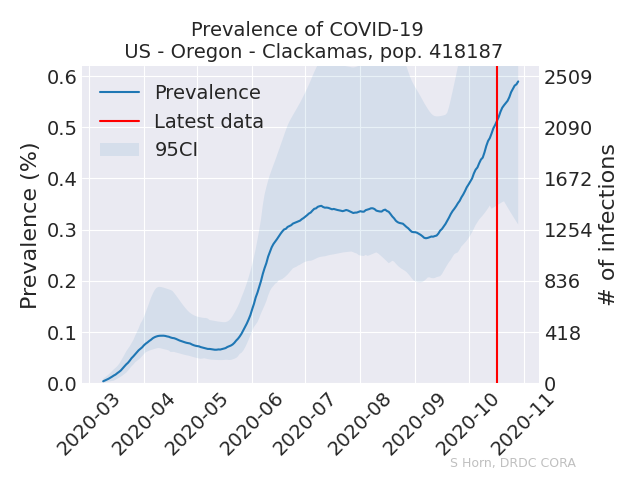 Prevalence of COVID-19
US - Oregon - Clackamas, pop. 418187
Prevalence
Latest data
95CI
Prevalence (%)
0.6
0.5
0.4
0.3
0.2
0.1
0.0
2509
2090
1672
1254
836
418
0
# of infections
2020-03
2020-04
2020-05
2020-06
2020-07
2020-08
2020-09
2020-10
2020-11
S Horn, DRDC CORA